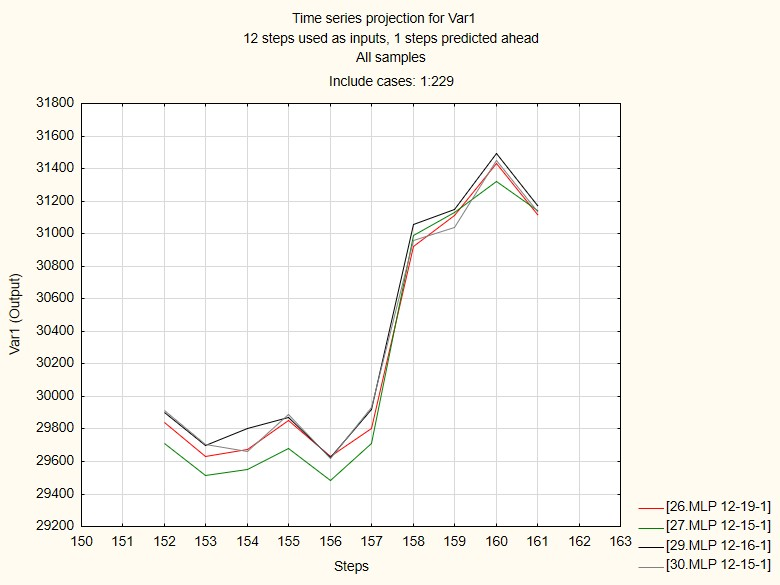 Time series projection for Var1
12 steps used as inputs, 1 steps predicted ahead
All samples
Include cases: 1:229
31800
31600
31400
31200
31000
30800
30600
30400
30200
30000
29800
29600
29400
29200
Var1 (Output)
150 151 152 153 154 155 156 157 158 159 160 161 162 163
Steps
[26.MLP 12-19-1]
[27.MLP 12-15-1]
[29.MLP 12-16-1]
[30.MLP 12-15-1]